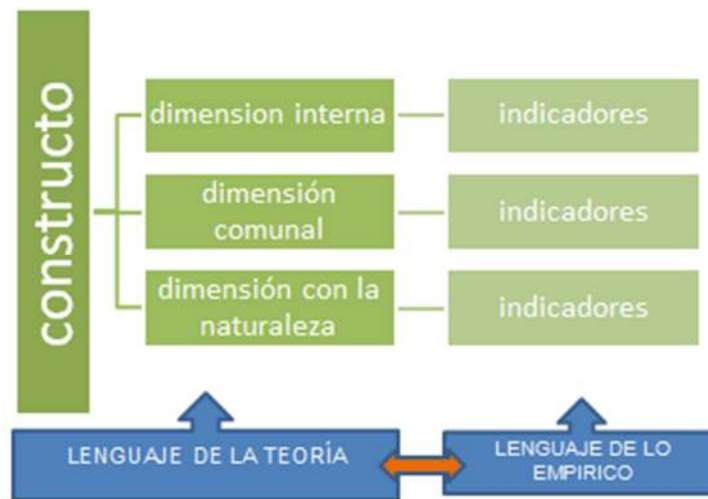 constructo
dimension interna
indicadores
dimensión
comunal
indicadores
dimensión con la
naturaleza
indicadores
LENGUAJE DE LA TEORÍA
LENGUAJE DE LO
EMPIRICO